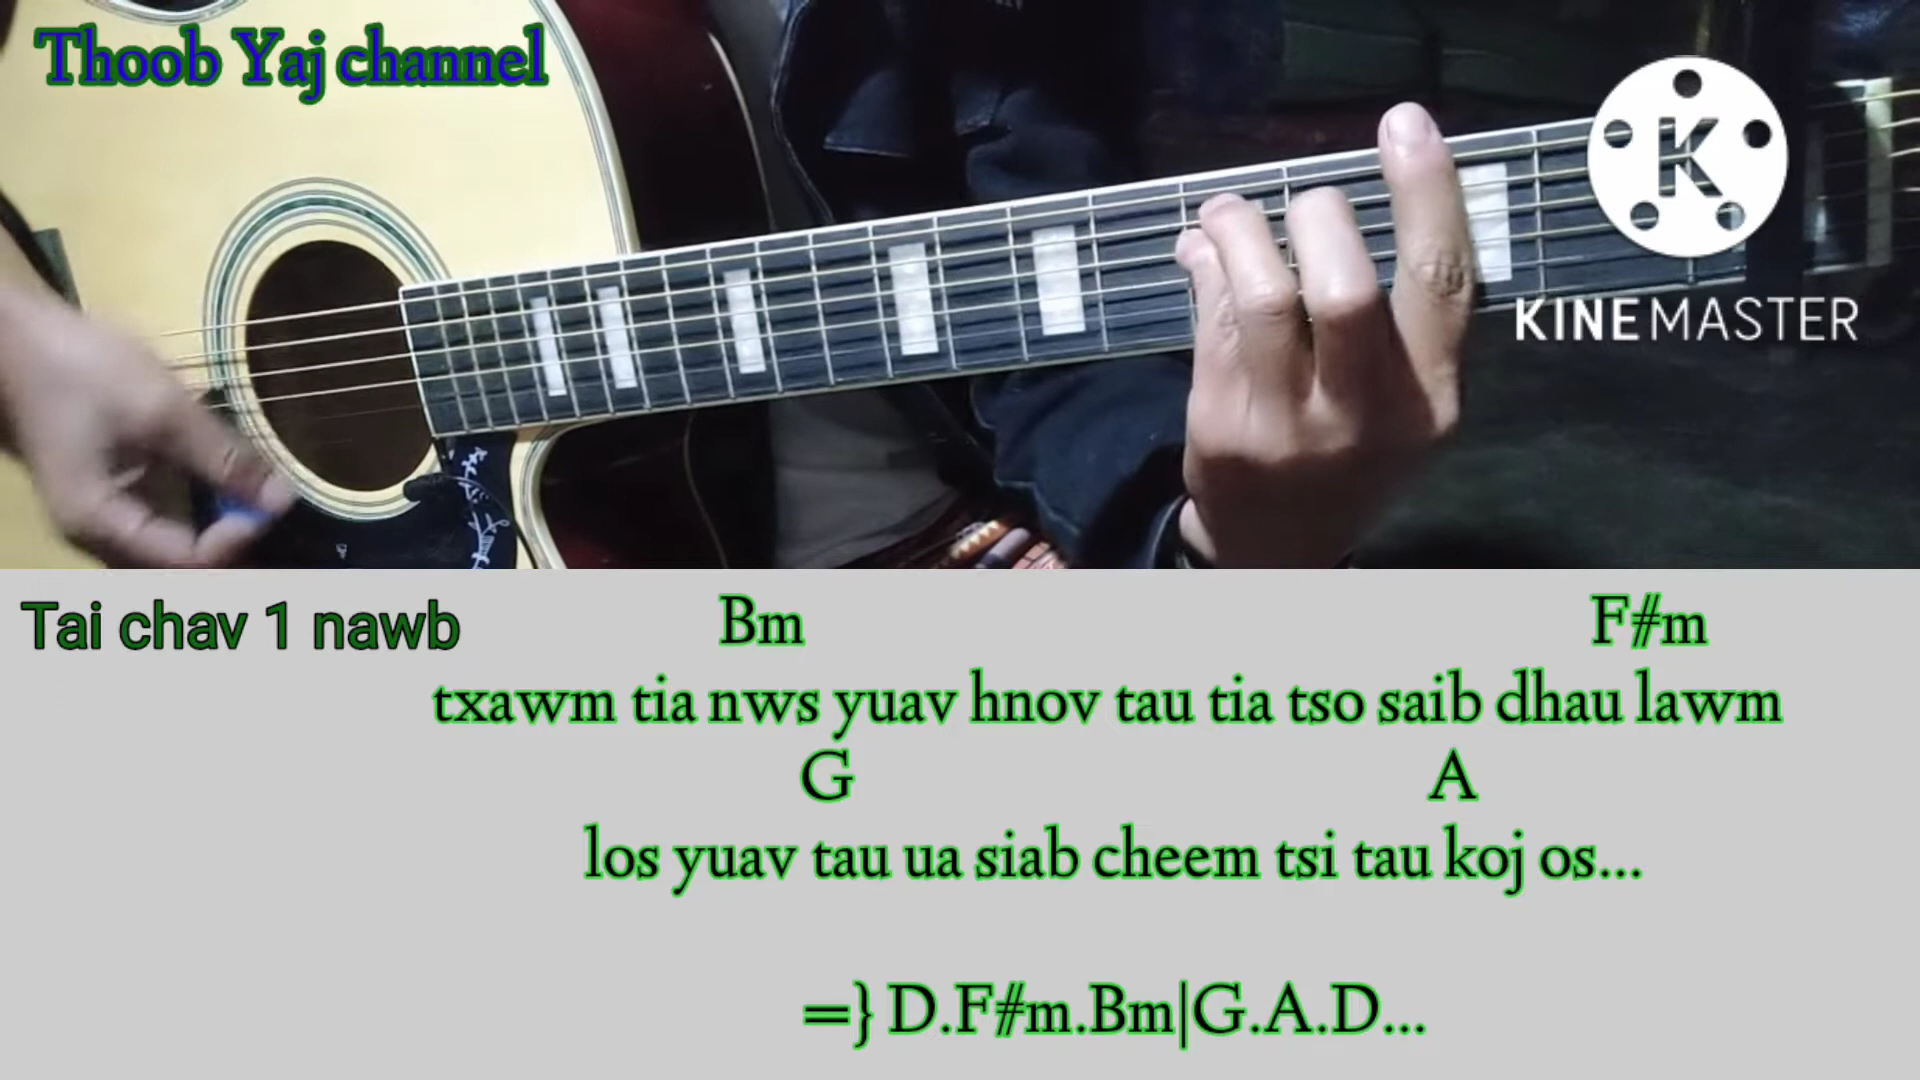 Thoob Yaj channel
K
KINEMASTER
Tai chav 1 nawb
Bm F#m
txawm tia nws yuav hnov tau tia tso saib dhau lawm
G A
los yuav tau ua siab cheem tsi tau koj os...
=} D.F#m.Bm|G.A.D...